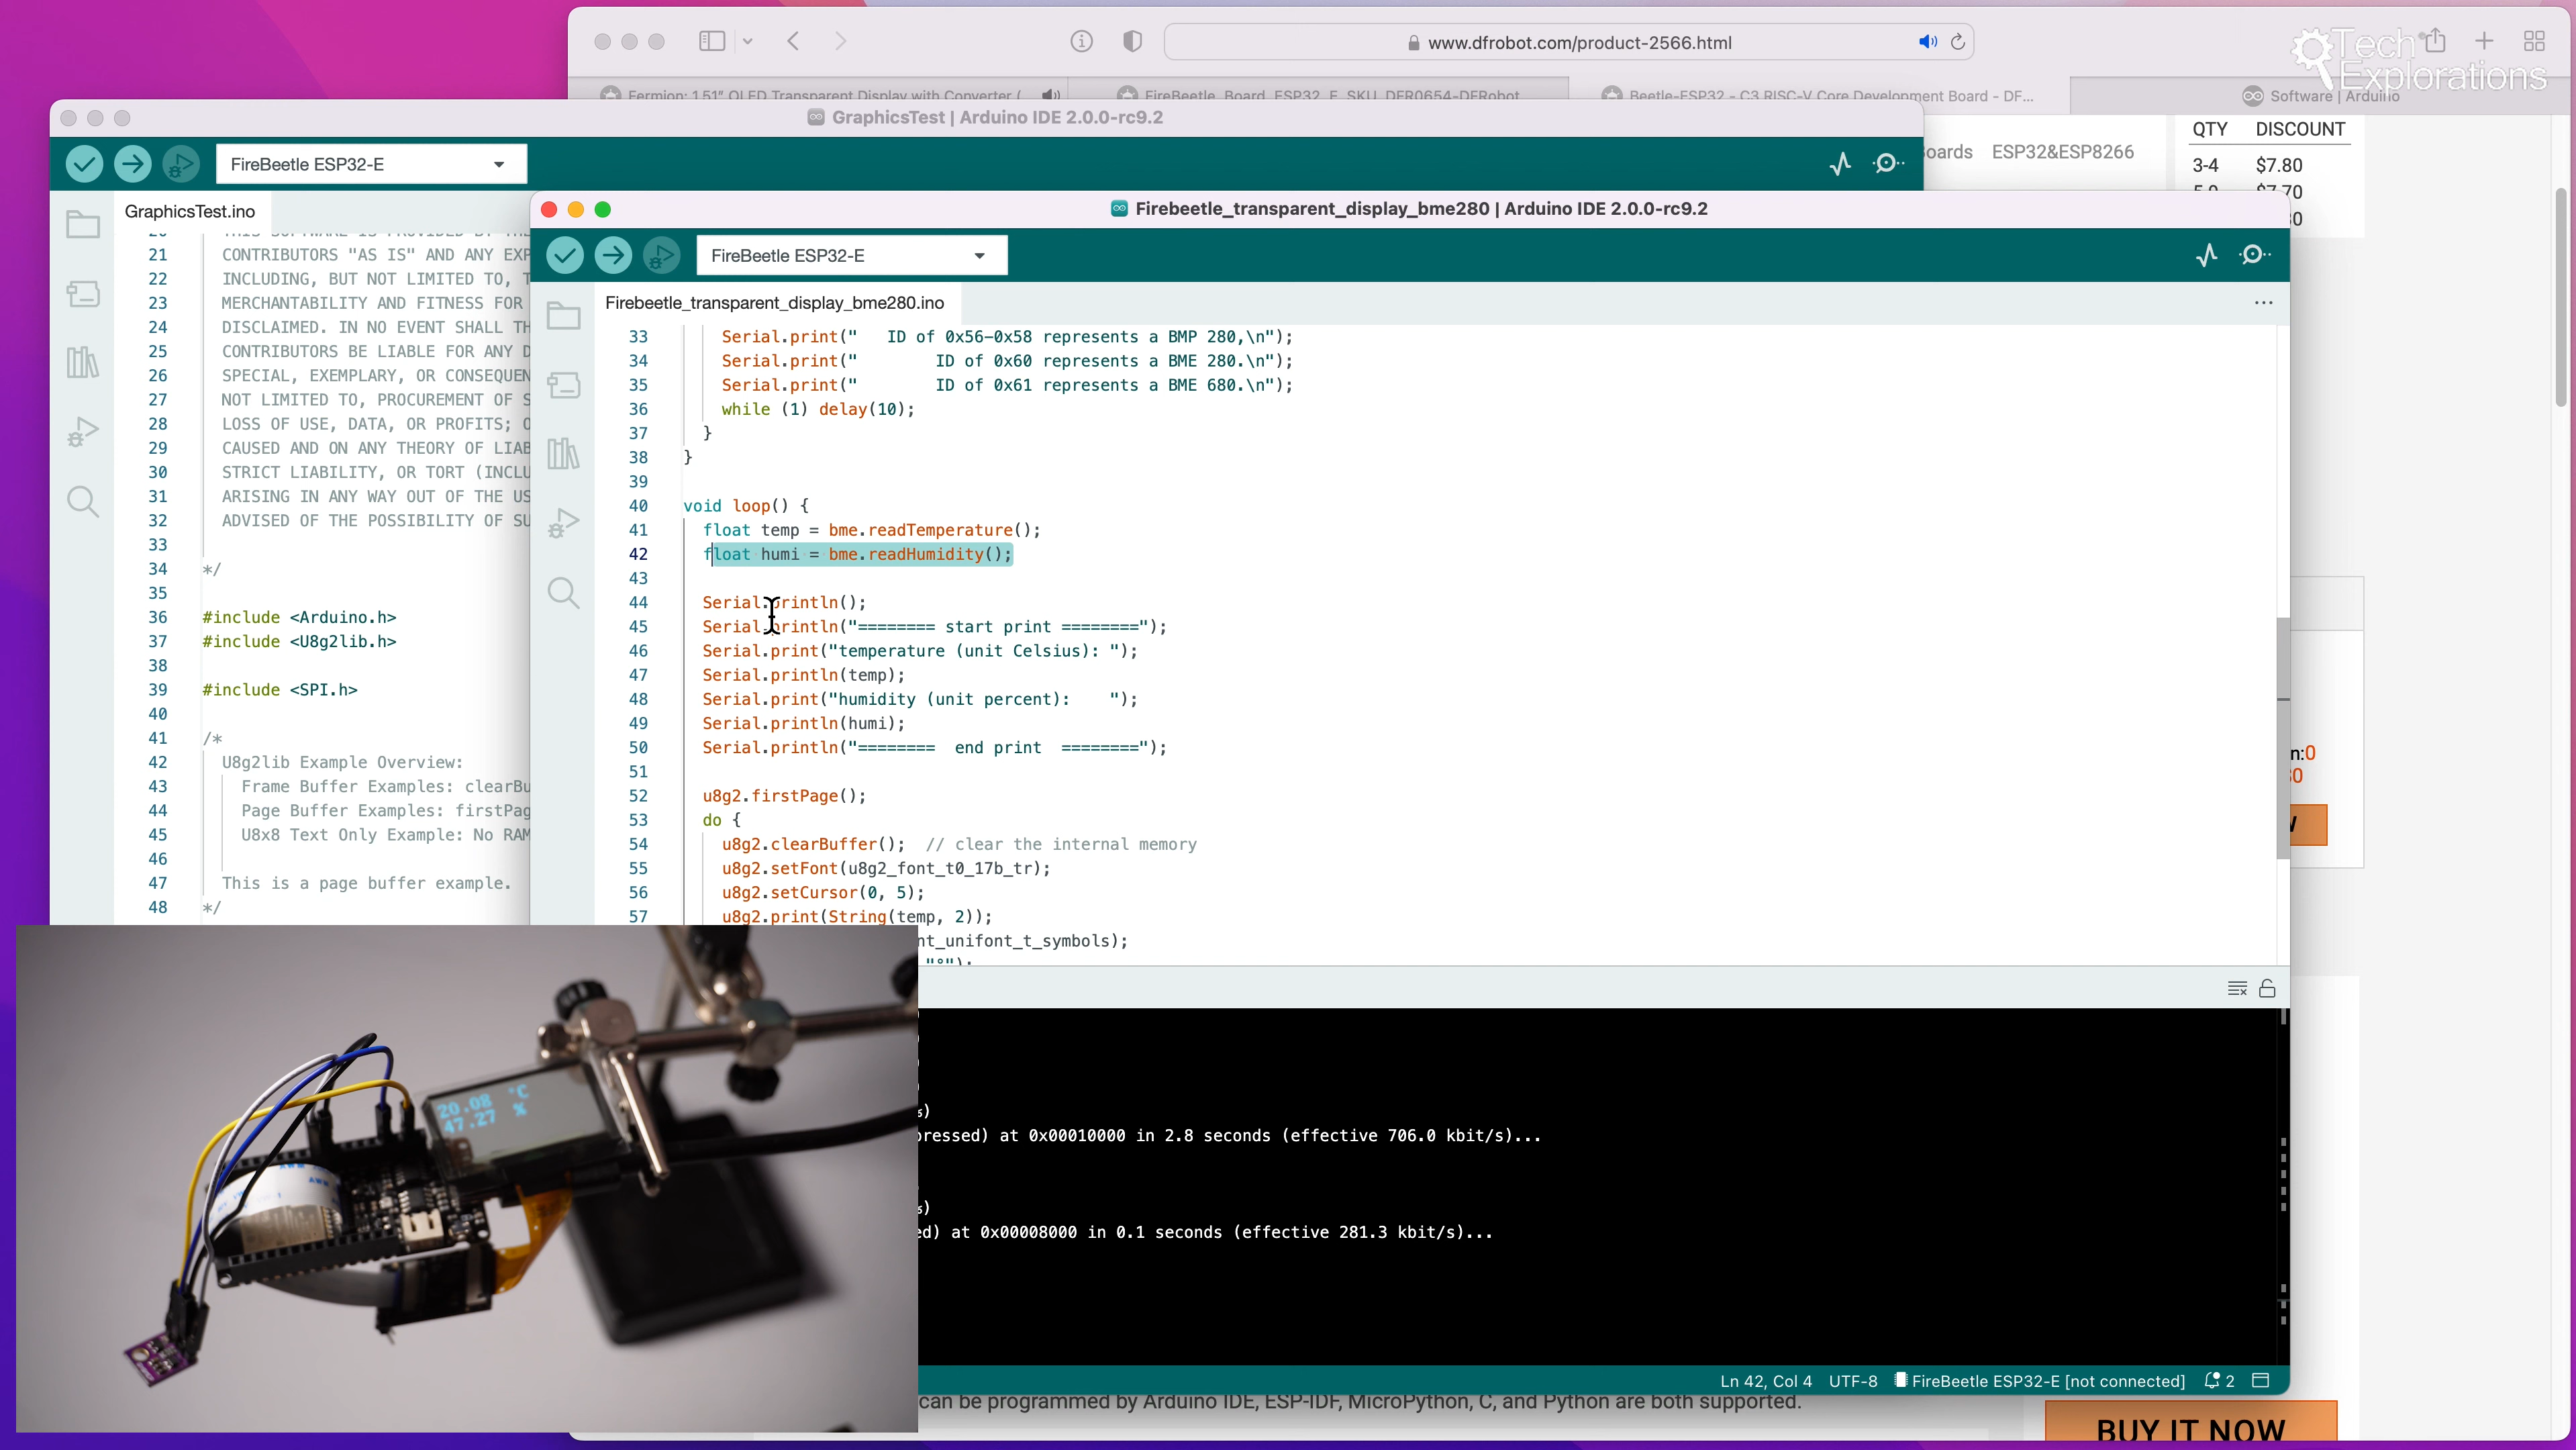 www.dfrobot.com/product-2566.html
Tech
Explorations
Fermion: 1.51" OLED Transparent Display with Converter (
FireBeetle_Board_ESP32_E_SKU_DFR0654-DFRobot
Beetle-ESP32 - C3 RISC-V Core Development Board - DF...
Software | Arduino
GraphicsTest | Arduino IDE 2.0.0-rc9.2
QTY DISCOUNT
3-4 $7.80
oards ESP32&ESP8266
FireBeetle ESP32-E
GraphicsTest.ino
21 CONTRIBUTORS "AS IS" AND ANY EXP
22 INCLUDING, BUT NOT LIMITED TO, T
23 MERCHANTABILITY AND FITNESS FOR
24 DISCLAIMED. IN NO EVENT SHALL TH
25 CONTRIBUTORS BE LIABLE FOR ANY D
26 SPECIAL, EXEMPLARY, OR CONSEQUEN
27 NOT LIMITED TO, PROCUREMENT OF S
28 LOSS OF USE, DATA, OR PROFITS; O
29 CAUSED AND ON ANY THEORY OF LIAB
30 STRICT LIABILITY, OR TORT (INCLU
31 ARISING IN ANY WAY OUT OF THE US
32 ADVISED OF THE POSSIBILITY OF SU
33
34 */
35
36 #include <Arduino.h>
37 #include <U8g2lib.h>
38
39 #include <SPI.h>
40
41 /*
42 U8g2lib Example Overview:
43 Frame Buffer Examples: clearBu
44 Page Buffer Examples: firstPag
45 U8x8 Text Only Example: No RAM
46
47 This is a page buffer example.
48 */
Firebeetle_transparent_display_bme280 | Arduino IDE 2.0.0-rc9.2
FireBeetle ESP32-E
Firebeetle_transparent_display_bme280.ino
33 Serial.print("   ID of 0x56-0x58 represents a BMP 280,\n");
34 Serial.print("        ID of 0x60 represents a BME 280.\n");
35 Serial.print("        ID of 0x61 represents a BME 680.\n");
36 while (1) delay(10);
37 }
38 }
39
40 void loop() {
41 float temp = bme.readTemperature();
42 float humi = bme.readHumidity();
43
44 Serial.println();
45 Serial.println("======== start print ========");
46 Serial.print("temperature (unit Celsius): ");
47 Serial.println(temp);
48 Serial.print("humidity (unit percent):    ");
49 Serial.println(humi);
50 Serial.println("========  end print  ========");
51
52 u8g2.firstPage();
53 do {
54 u8g2.clearBuffer();  // clear the internal memory
55 u8g2.setFont(u8g2_font_t0_17b_tr);
56 u8g2.setCursor(0, 5);
57 u8g2.print(String(temp, 2));
nt_unifont_t_symbols);
"°");
n:0
20.08 °C
47.27 %
ressed) at 0x00010000 in 2.8 seconds (effective 706.0 kbit/s)...
ed) at 0x00008000 in 0.1 seconds (effective 281.3 kbit/s)...
Ln 42, Col 4 UTF-8 FireBeetle ESP32-E [not connected] 2
can be programmed by Arduino IDE, ESP-IDF, MicroPython, C, and Python are both supported.
BUY IT NOW